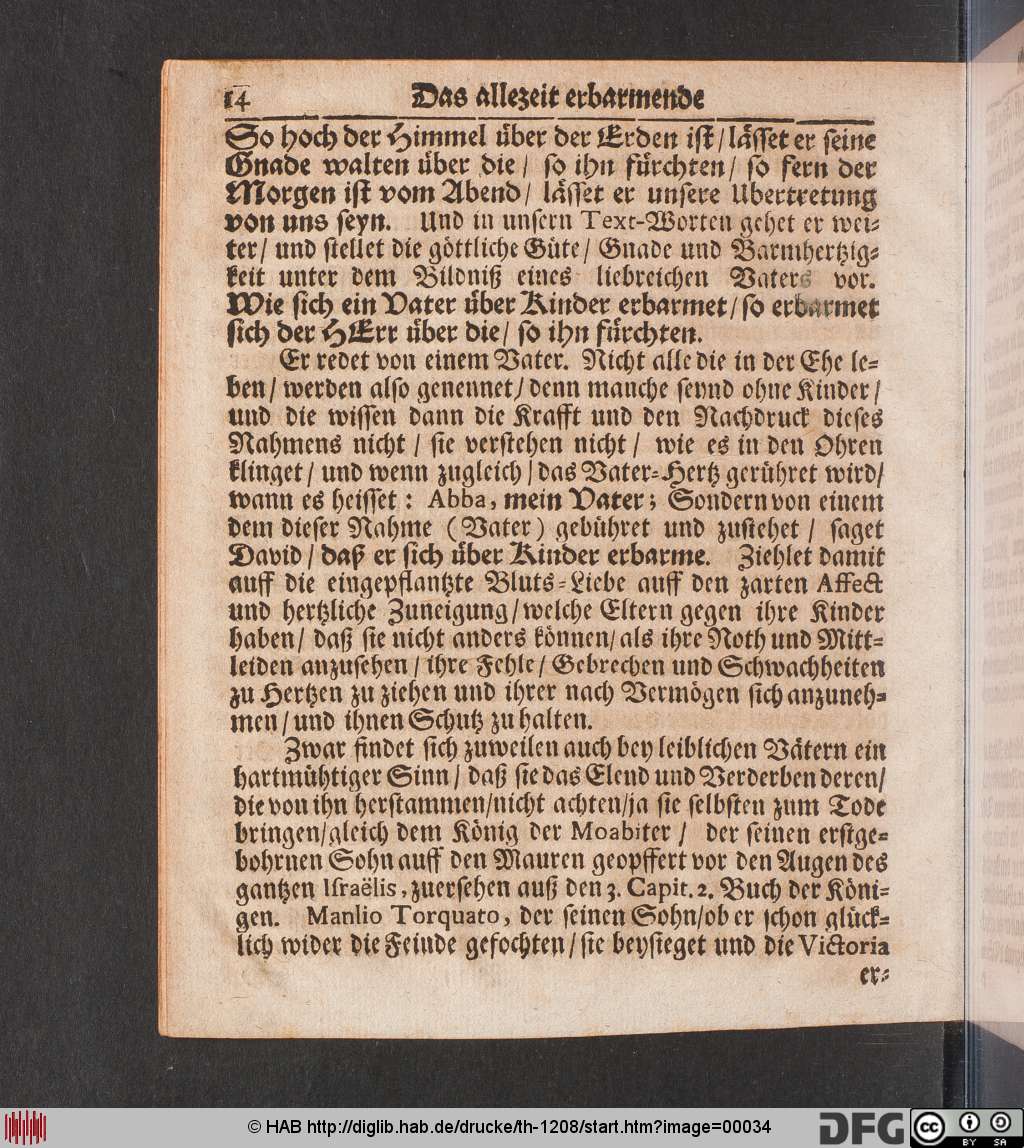 14 Das allezeit erbarmende
So hoch der Himmel über der Erden ist/ lässet er seine
Gnade walten über die/ so ihn fürchten/ so fern der
Morgen ist vom Abend/ lässet er unsere Ubertretung
von uns seyn. Und in unsern Text-Worten gehet er wei-
ter/ und stellet die göttliche Güte/ Gnade und Barmhertzig-
keit unter dem Bildniß eines liebreichen Vaters vor.
Wie sich ein Vater über Kinder erbarmet/ so erbarmet
sich der HErr über die/ so ihn fürchten.
Er redet von einem Vater. Nicht alle die in der Ehe le-
ben/ werden also genennet/ denn manche seynd ohne Kinder/
und die wissen dann die Krafft und den Nachdruck dieses
Nahmens nicht/ sie verstehen nicht/ wie es in den Ohren
klinget/ und wenn zugleich/ das Vater-Hertz gerühret wird/
wann es heisset: Abba, mein Vater; Sondern von einem
dem dieser Nahme (Vater) gebühret und zustehet/ saget
David/ daß er sich über Kinder erbarme. Ziehlet damit
auff die eingepflantzte Bluts-Liebe auff den zarten Affect
und hertzliche Zuneigung/ welche Eltern gegen ihre Kinder
haben/ daß sie nicht anders können/ als ihre Noth und Mitt-
leiden anzusehen/ ihre Fehle/ Gebrechen und Schwachheiten
zu Hertzen zu ziehen und ihrer nach Vermögen sich anzuneh-
men/ und ihnen Schutz zu halten.
Zwar findet sich zuweilen auch bey leiblichen Vätern ein
hartmühtiger Sinn/ daß sie das Elend und Verderben deren/
die von ihn herstammen/ nicht achten/ ja sie selbsten zum Tode
bringen/ gleich dem König der Moabiter/ der seinen erstge-
bohrnen Sohn auff den Mauren geopffert vor den Augen des
gantzen Israëlis, zuersehen auß den 3. Capit. 2. Buch der Köni-
gen. Manlio Torquato, der seinen Sohn/ ob er schon glück-
lich wider die Feinde gefochten/ sie beysieget und die Victoria
er-
© HAB http://diglib.hab.de/drucke/th-1208/start.htm?image=00034
DFG
cc
BY SA